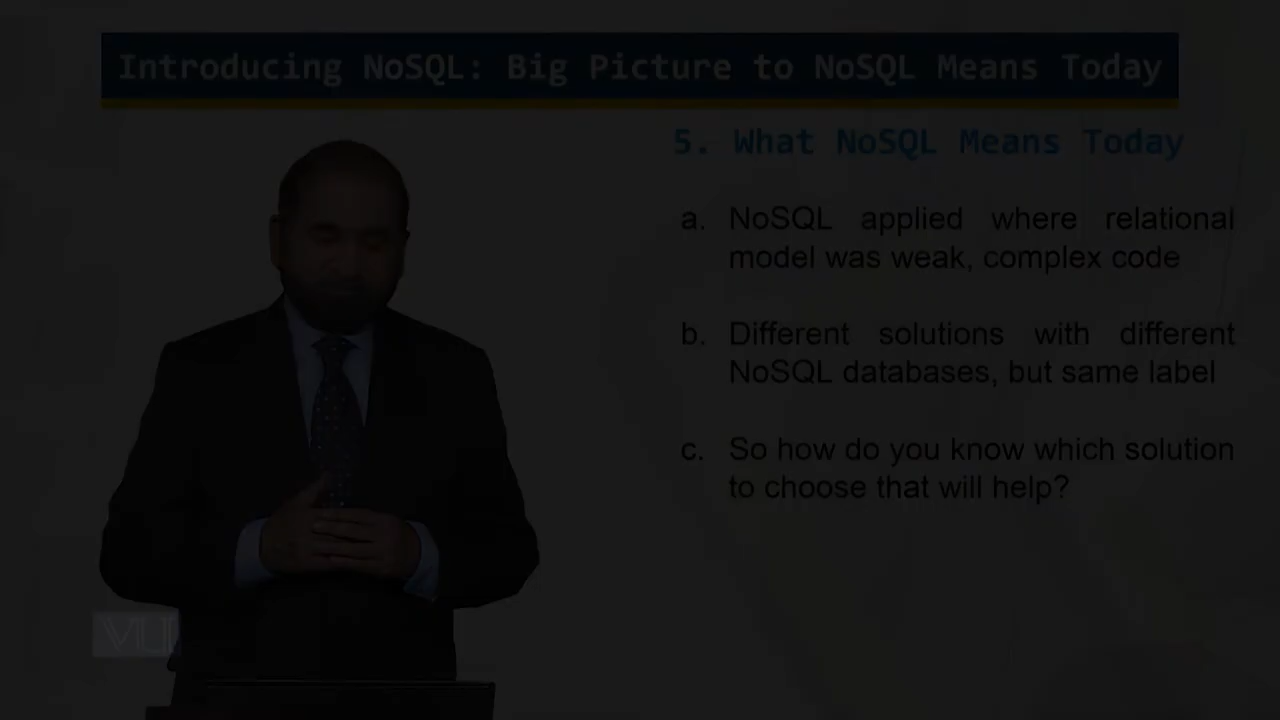 Introducing NoSQL: Big Picture to NoSQL Means Today
5. What NoSQL Means Today
a. NoSQL applied where relational
model was weak, complex code
b. Different solutions with different
NoSQL databases, but same label
c. So how do you know which solution
to choose that will help?